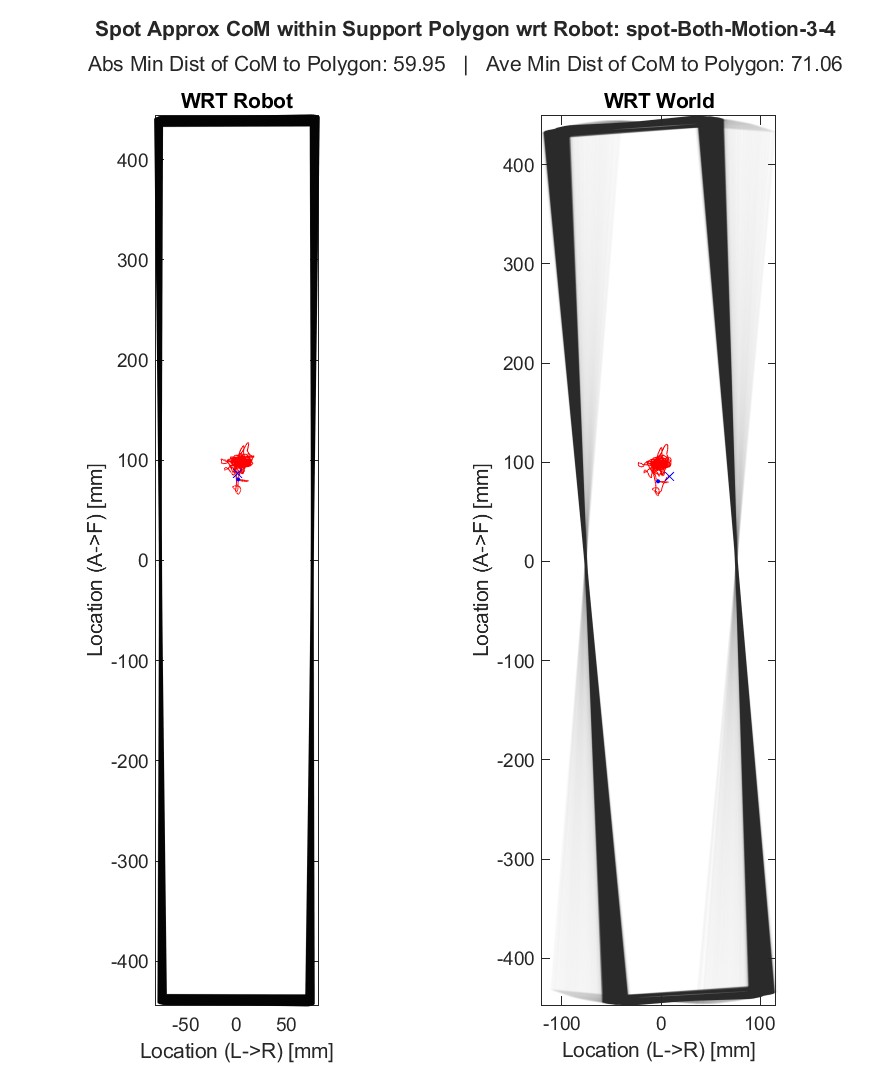 Spot Approx CoM within Support Polygon wrt Robot: spot-Both-Motion-3-4
Abs Min Dist of CoM to Polygon: 59.95 | Ave Min Dist of CoM to Polygon: 71.06
WRT Robot
400
300
200
100
0
-100
-200
-300
-400
Location (A->F) [mm]
-50 0 50
Location (L->R) [mm]
WRT World
400
300
200
100
0
-100
-200
-300
-400
Location (A->F) [mm]
-100 0 100
Location (L->R) [mm]